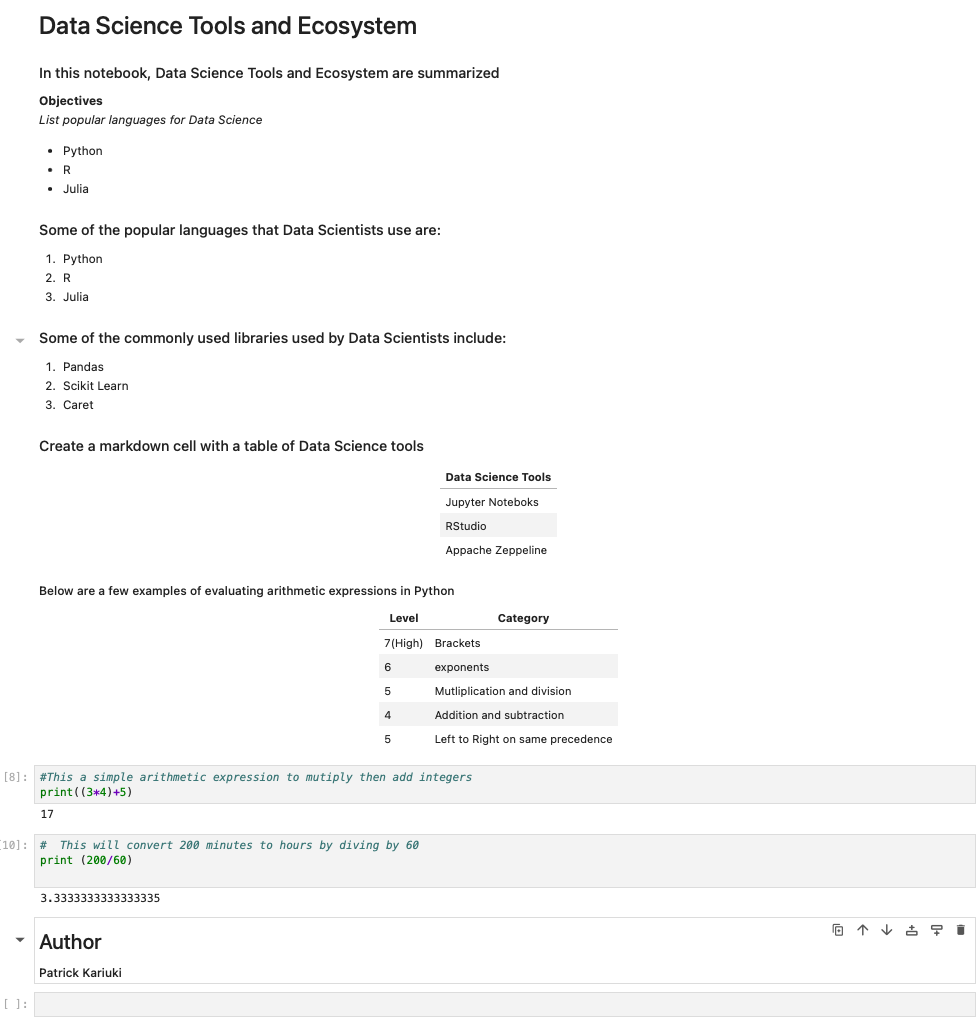 Data Science Tools and Ecosystem
In this notebook, Data Science Tools and Ecosystem are summarized
Objectives
List popular languages for Data Science
• Python
• R
• Julia
Some of the popular languages that Data Scientists use are:
1. Python
2. R
3. Julia
Some of the commonly used libraries used by Data Scientists include:
1. Pandas
2. Scikit Learn
3. Caret
Create a markdown cell with a table of Data Science tools
Data Science Tools
Jupyter Noteboks
RStudio
Appache Zeppeline
Below are a few examples of evaluating arithmetic expressions in Python
Level Category
7(High) Brackets
6 exponents
5 Mutliplication and division
4 Addition and subtraction
5 Left to Right on same precedence
[8]: #This a simple arithmetic expression to mutiply then add integers
print((3*4)+5)
17
10]: #  This will convert 200 minutes to hours by diving by 60
print (200/60)
3.3333333333333335
Author
Patrick Kariuki
[ ]: